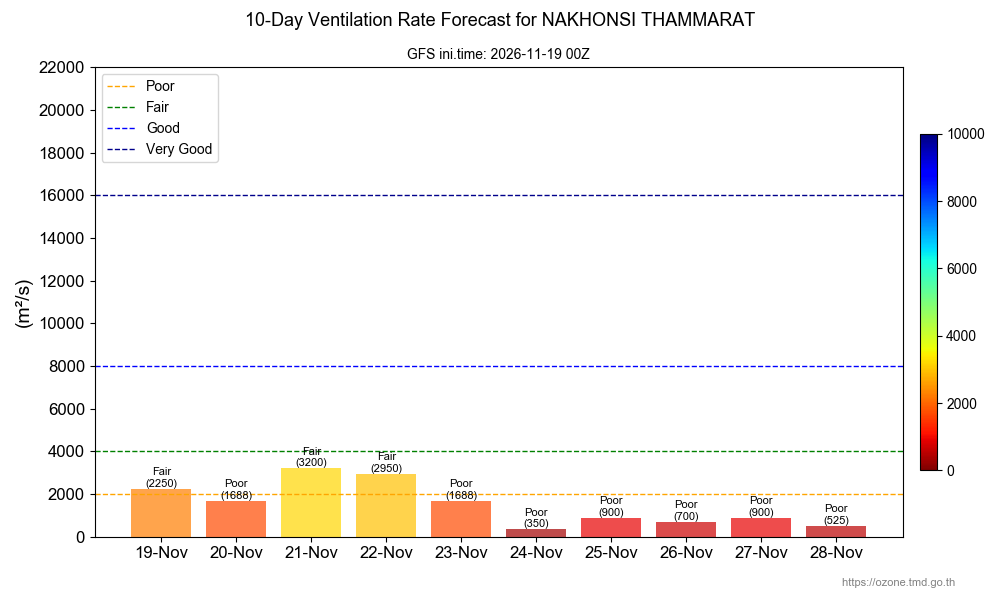 10-Day Ventilation Rate Forecast for NAKHONSI THAMMARAT
GFS ini.time: 2026-11-19 00Z
(m²/s)
22000
20000
18000
16000
14000
12000
10000
8000
6000
4000
2000
0
Poor
Fair
Good
Very Good
Fair
(2250)
Poor
(1688)
Fair
(3200)
Fair
(2950)
Poor
(1688)
Poor
(350)
Poor
(900)
Poor
(700)
Poor
(900)
Poor
(525)
19-Nov 20-Nov 21-Nov 22-Nov 23-Nov 24-Nov 25-Nov 26-Nov 27-Nov 28-Nov
10000
8000
6000
4000
2000
0
https://ozone.tmd.go.th